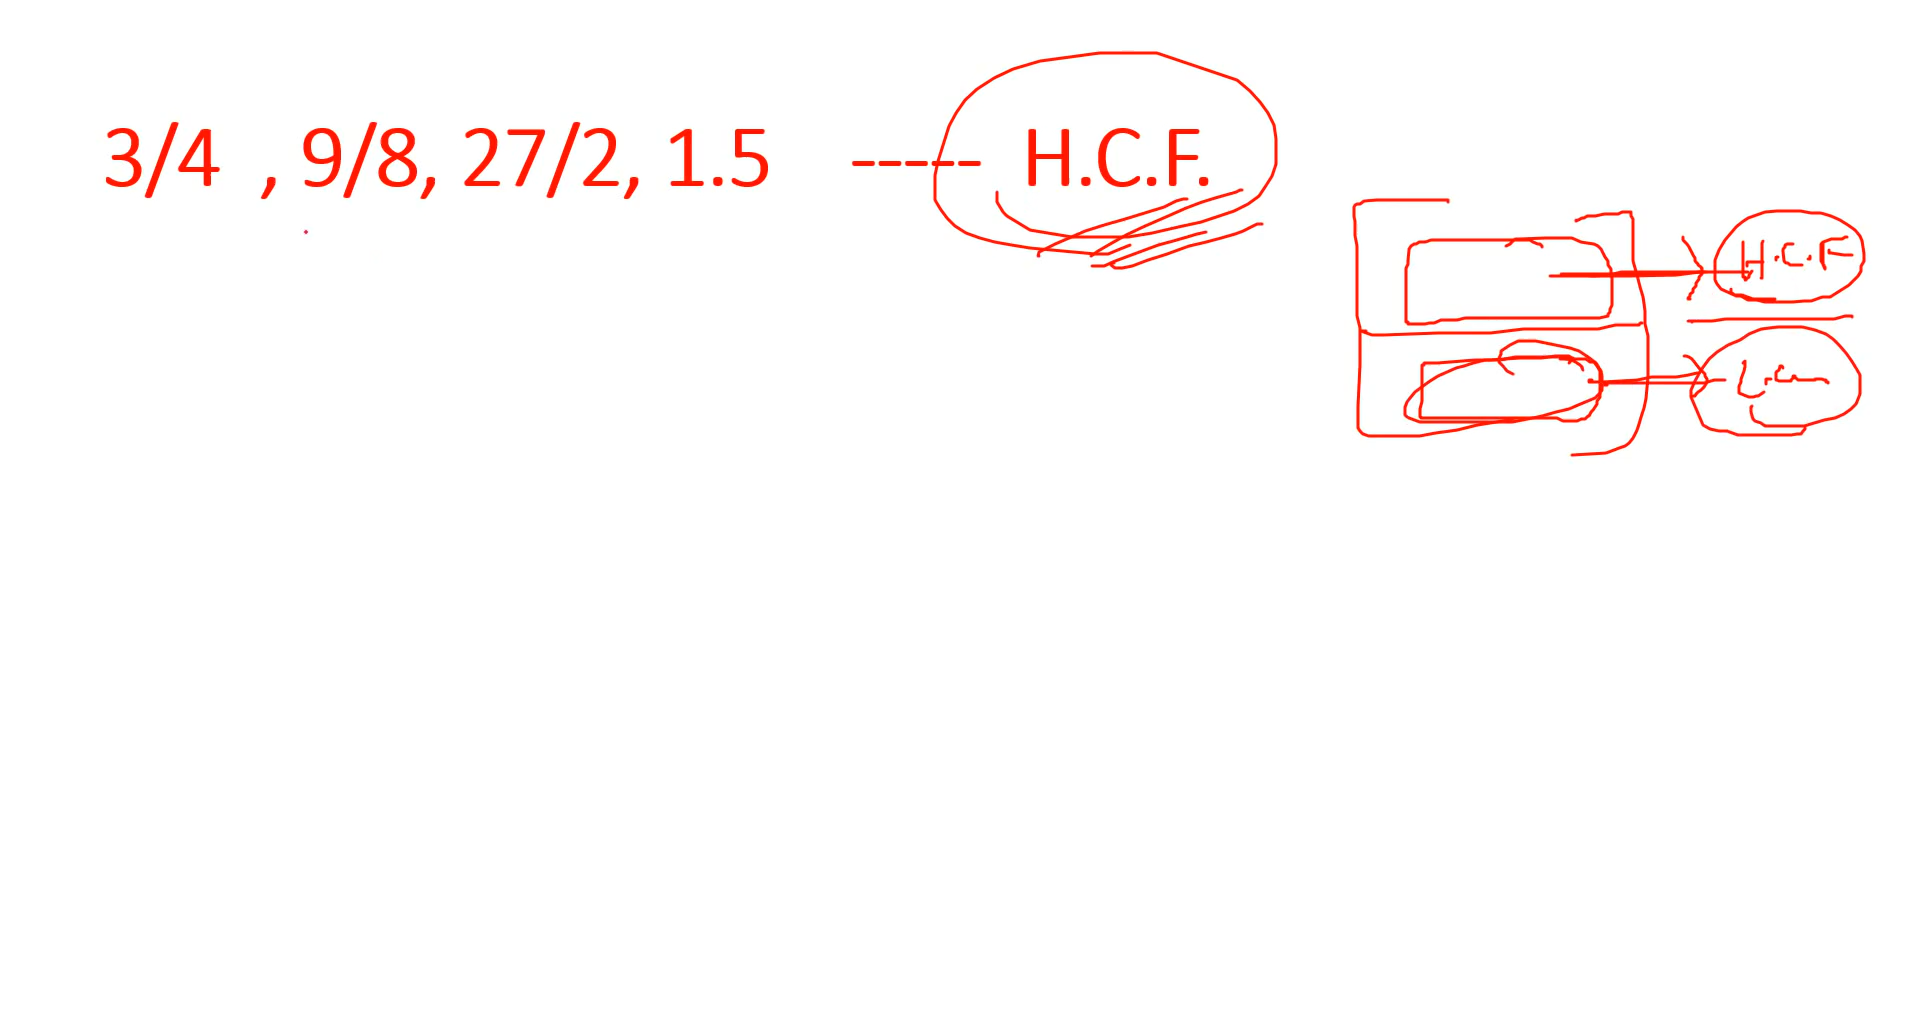 3/4 , 9/8, 27/2, 1.5 ----- H.C.F.
H.C.F
L.C.M